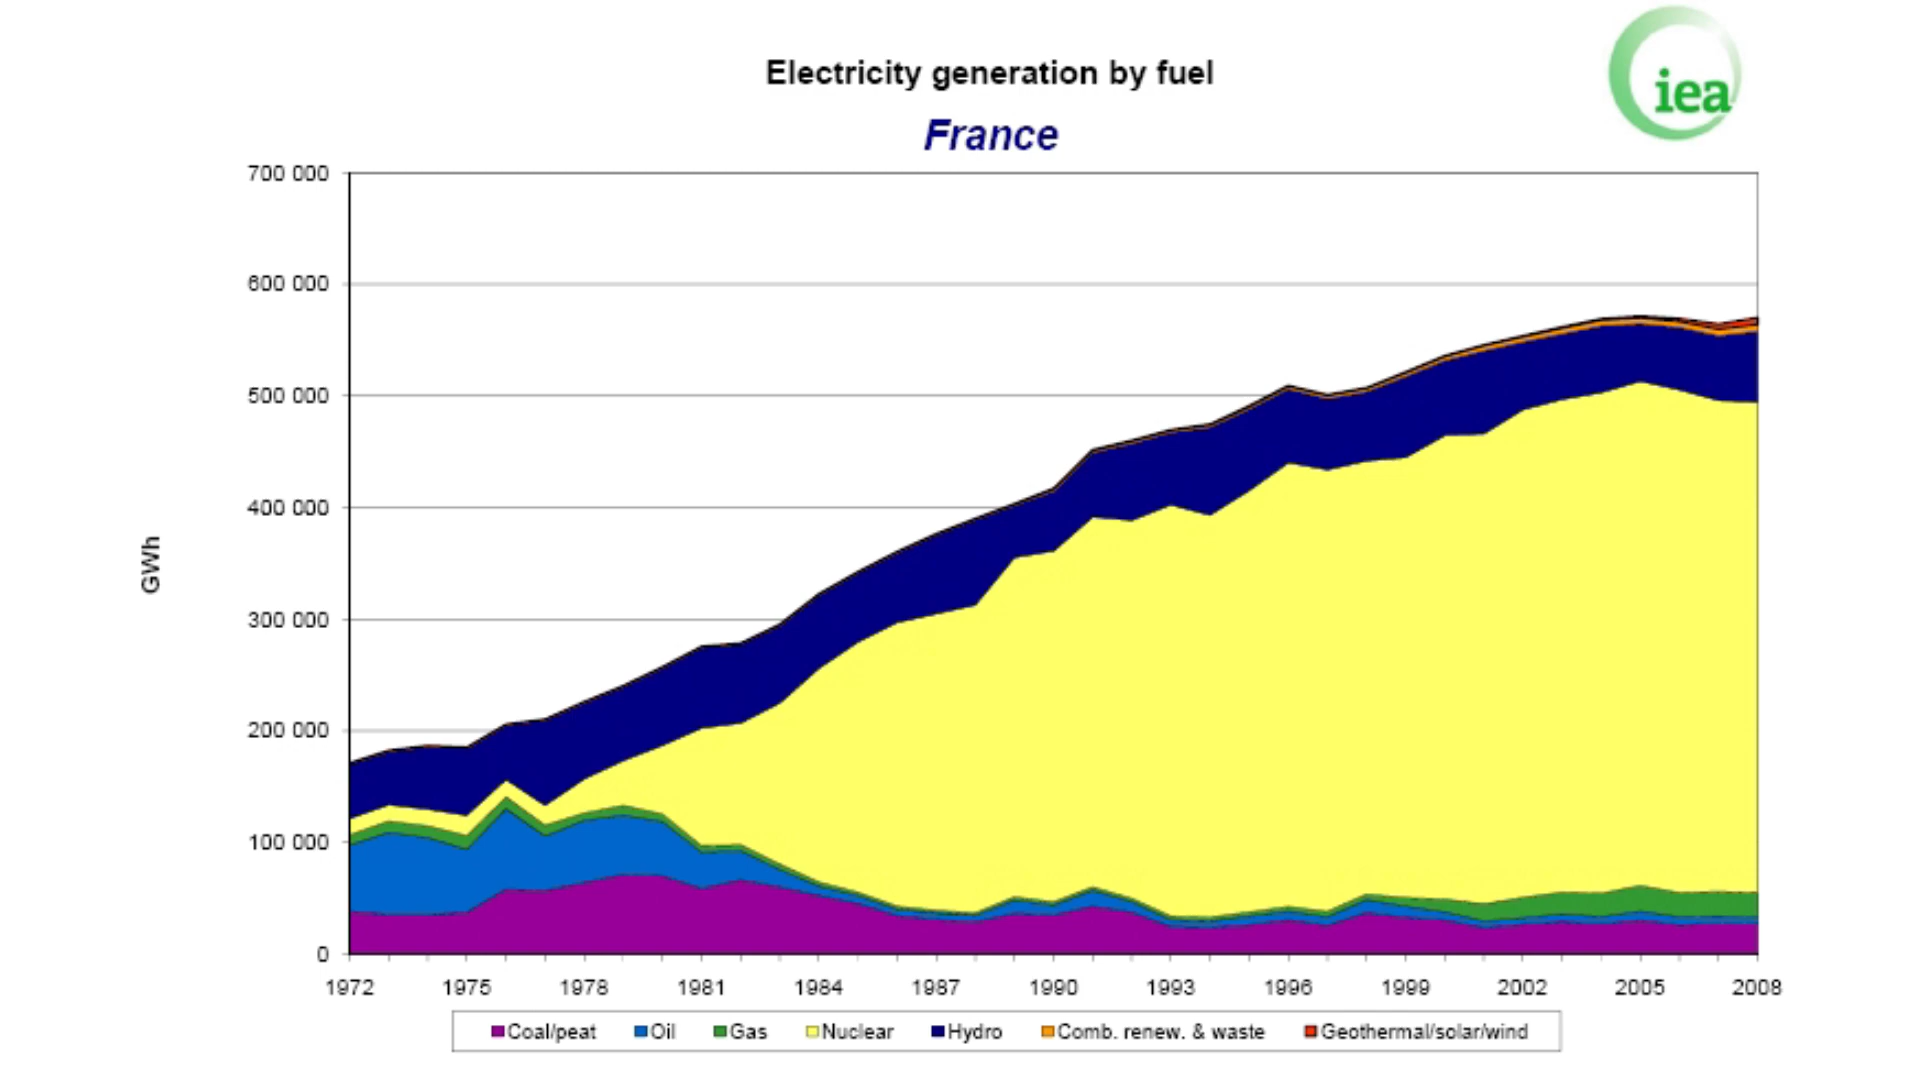 Electricity generation by fuel
iea
France
700 000
600 000
500 000
400 000
300 000
200 000
100 000
0
GWh
1972 1975 1978 1981 1984 1987 1990 1993 1996 1999 2002 2005 2008
Coal/peat Oil Gas Nuclear Hydro Comb. renew. & waste Geothermal/solar/wind